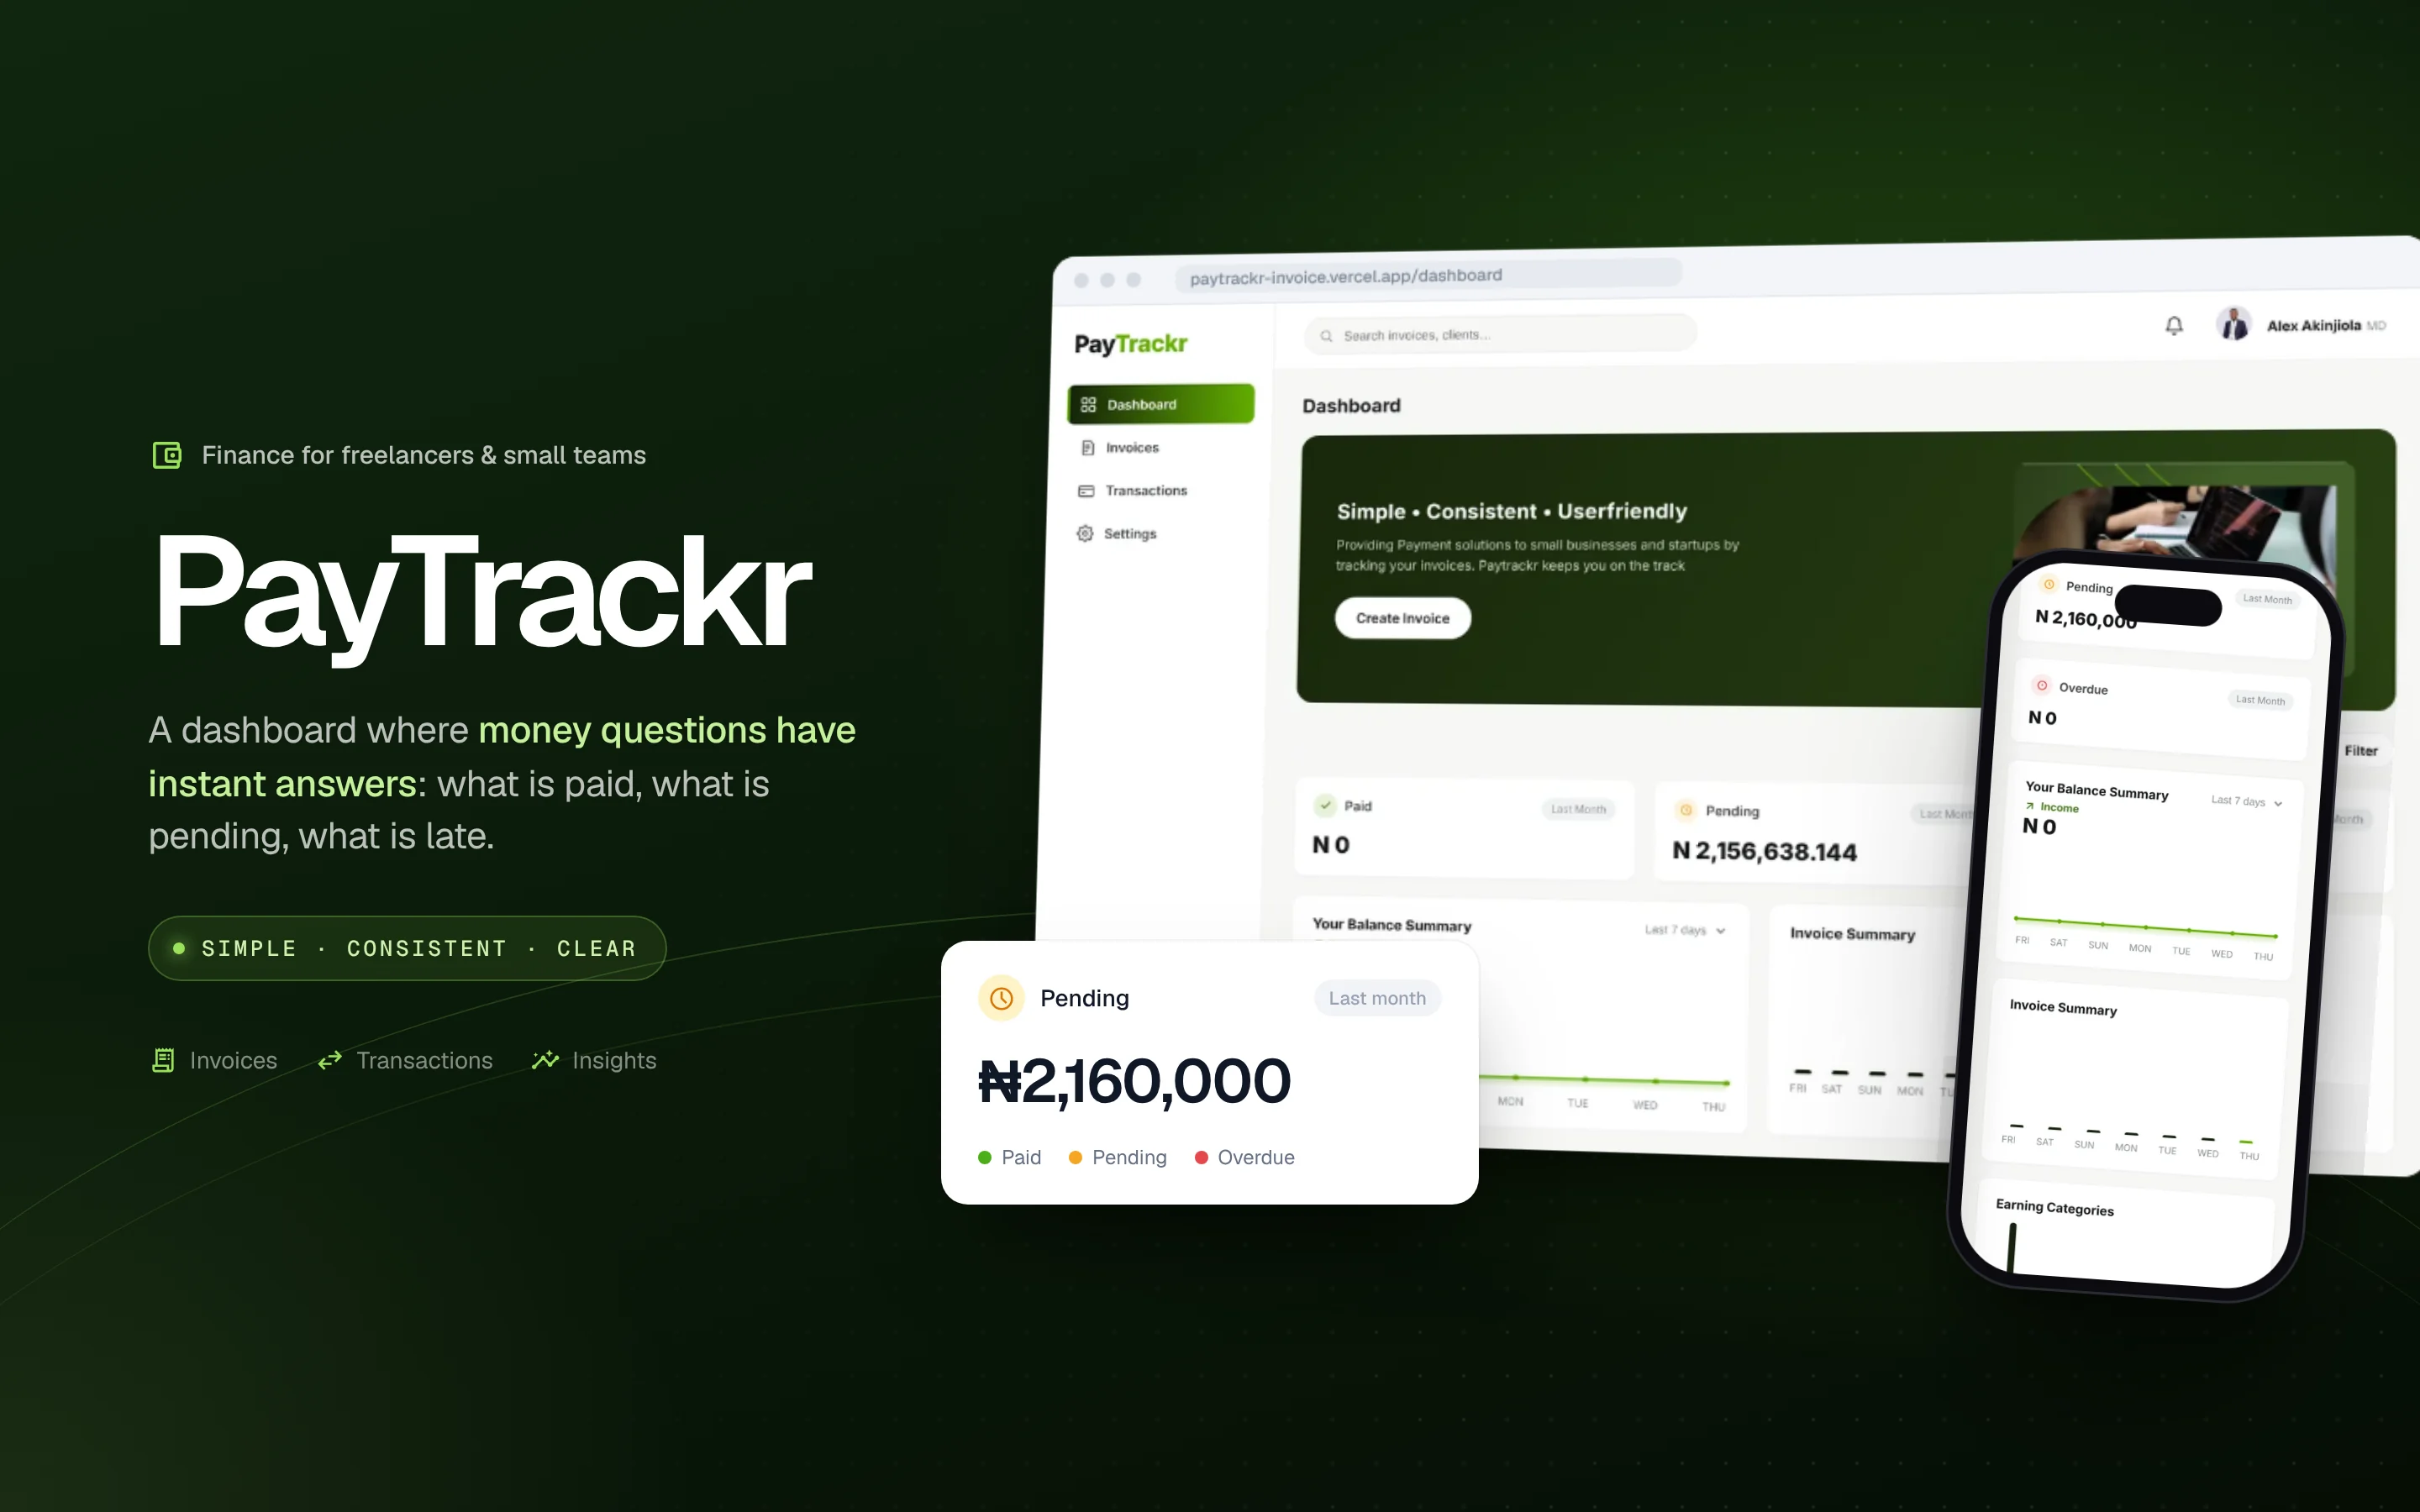 Finance for freelancers & small teams
PayTrackr
A dashboard where money questions have
instant answers: what is paid, what is
pending, what is late.
SIMPLE · CONSISTENT · CLEAR
Invoices
Transactions
Insights
paytrackr-invoice.vercel.app/dashboard
PayTrackr
Search invoices, clients...
Alex Akinjiola MD
Dashboard
Invoices
Transactions
Settings
Dashboard
Simple • Consistent • Userfriendly
Providing Payment solutions to small businesses and startups by
tracking your invoices. Paytrackr keeps you on the track
Create Invoice
Filter
Paid
Last Month
N 0
Pending
Last Month
N 2,156,638.144
Your Balance Summary
Last 7 days
MON TUE WED THU
Invoice Summary
FRI SAT SUN MON
Pending
Last month
₦2,160,000
Paid
Pending
Overdue
Pending
Last Month
N 2,160,000
Overdue
Last Month
N 0
Your Balance Summary
Last 7 days
Income
N 0
FRI SAT SUN MON TUE WED THU
Invoice Summary
FRI SAT SUN MON TUE WED THU
Earning Categories